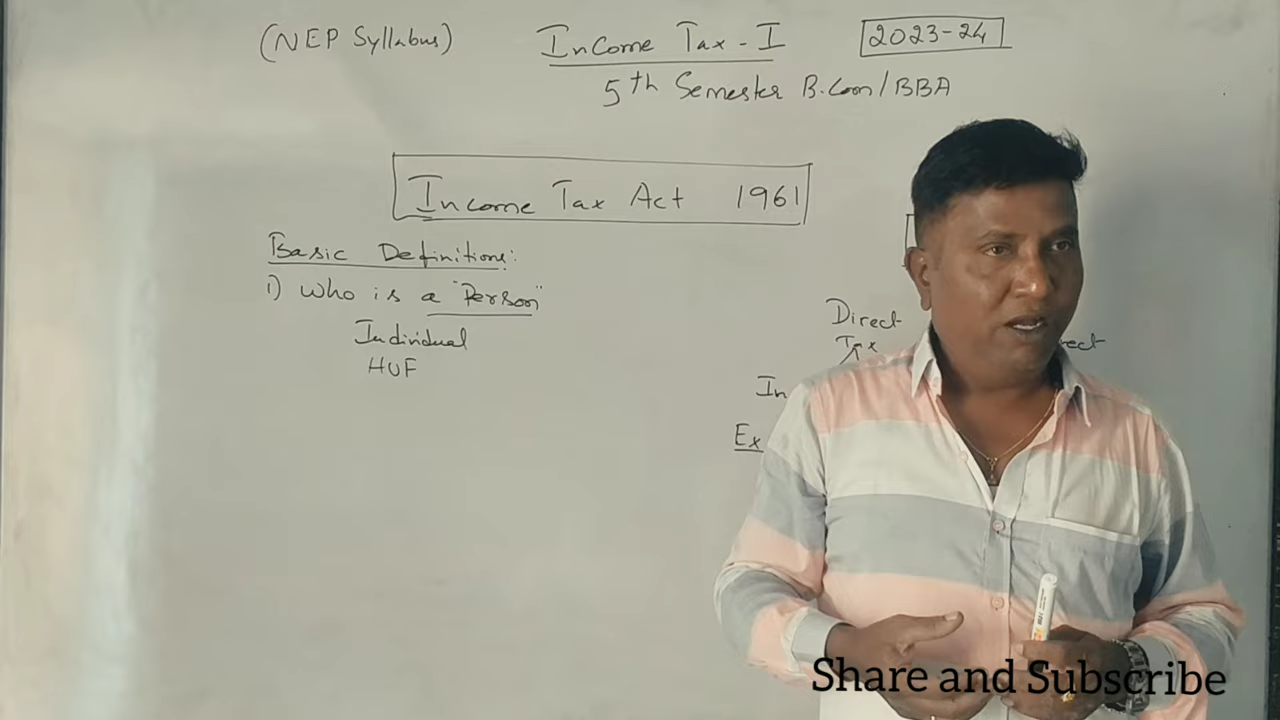 (NEP Syllabus) Income Tax - I 2023-24
5th Semester B.Com/BBA
Income Tax Act 1961
Basic Definitions:
i) Who is a "Person"
Individual
HUF
Direct
Tax
Ex
Share and Subscribe